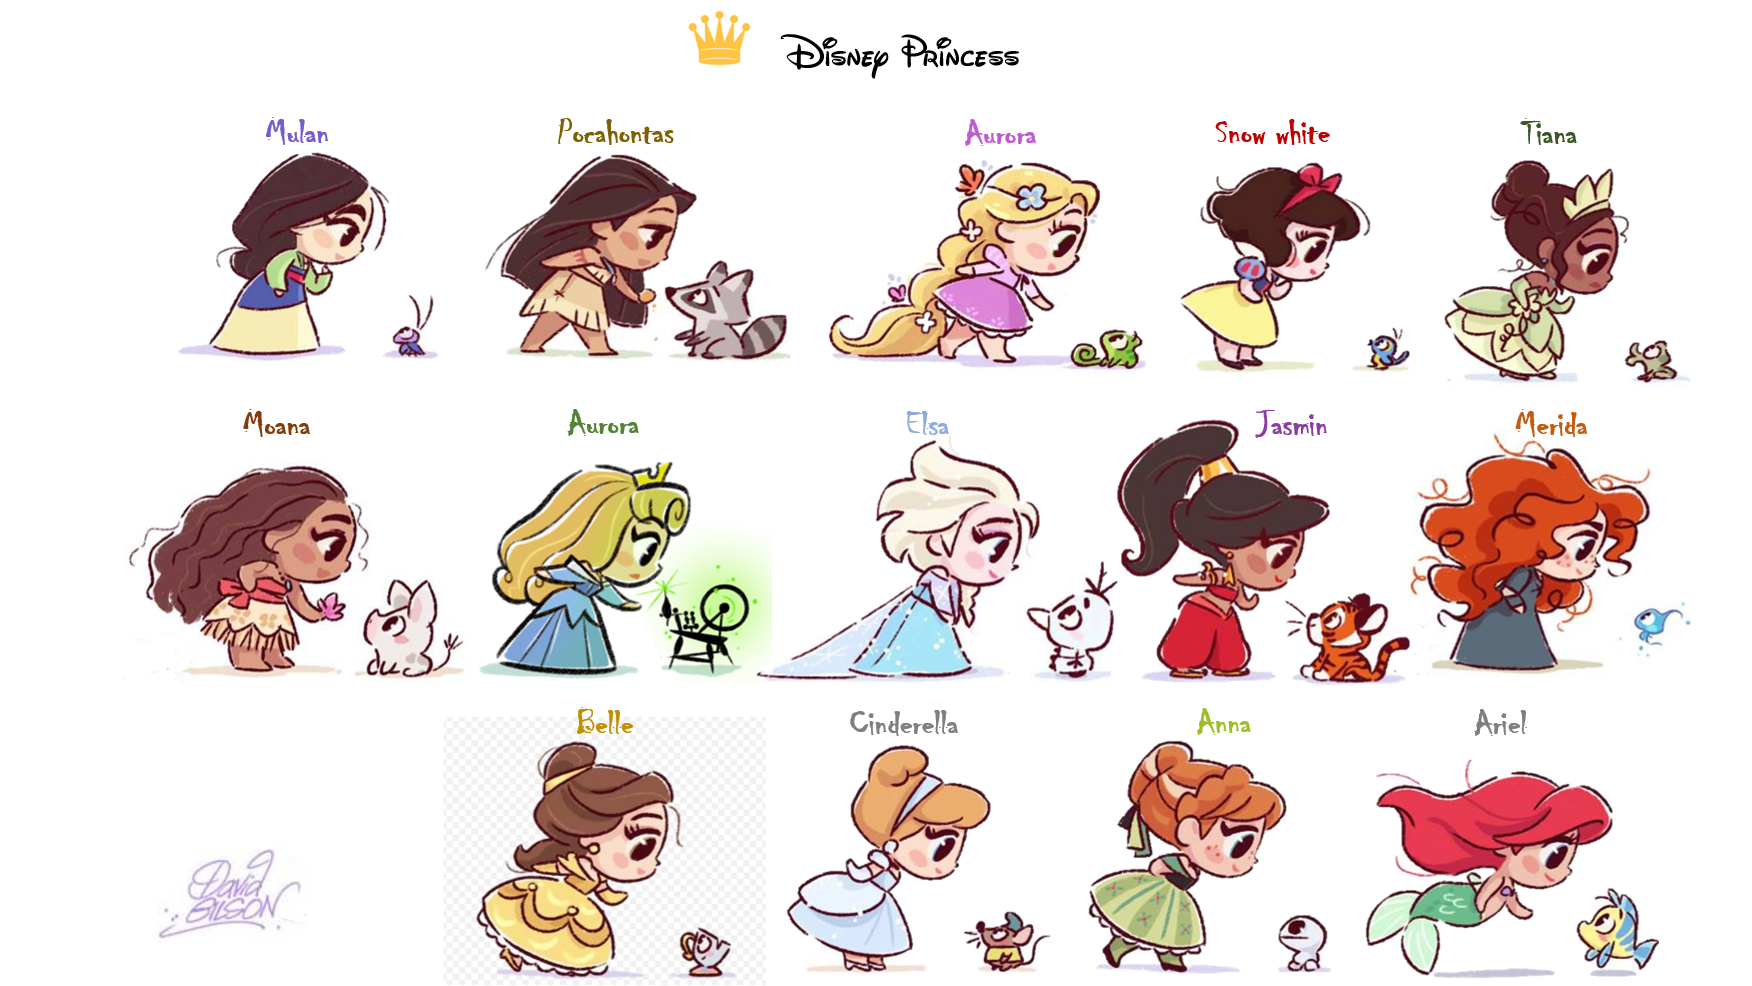 Disney Princess
Mulan
Pocahontas
Aurora
Snow white
Tiana
Moana
Aurora
Elsa
Jasmin
Merida
Belle
Cinderella
Anna
Ariel
David
GILSON